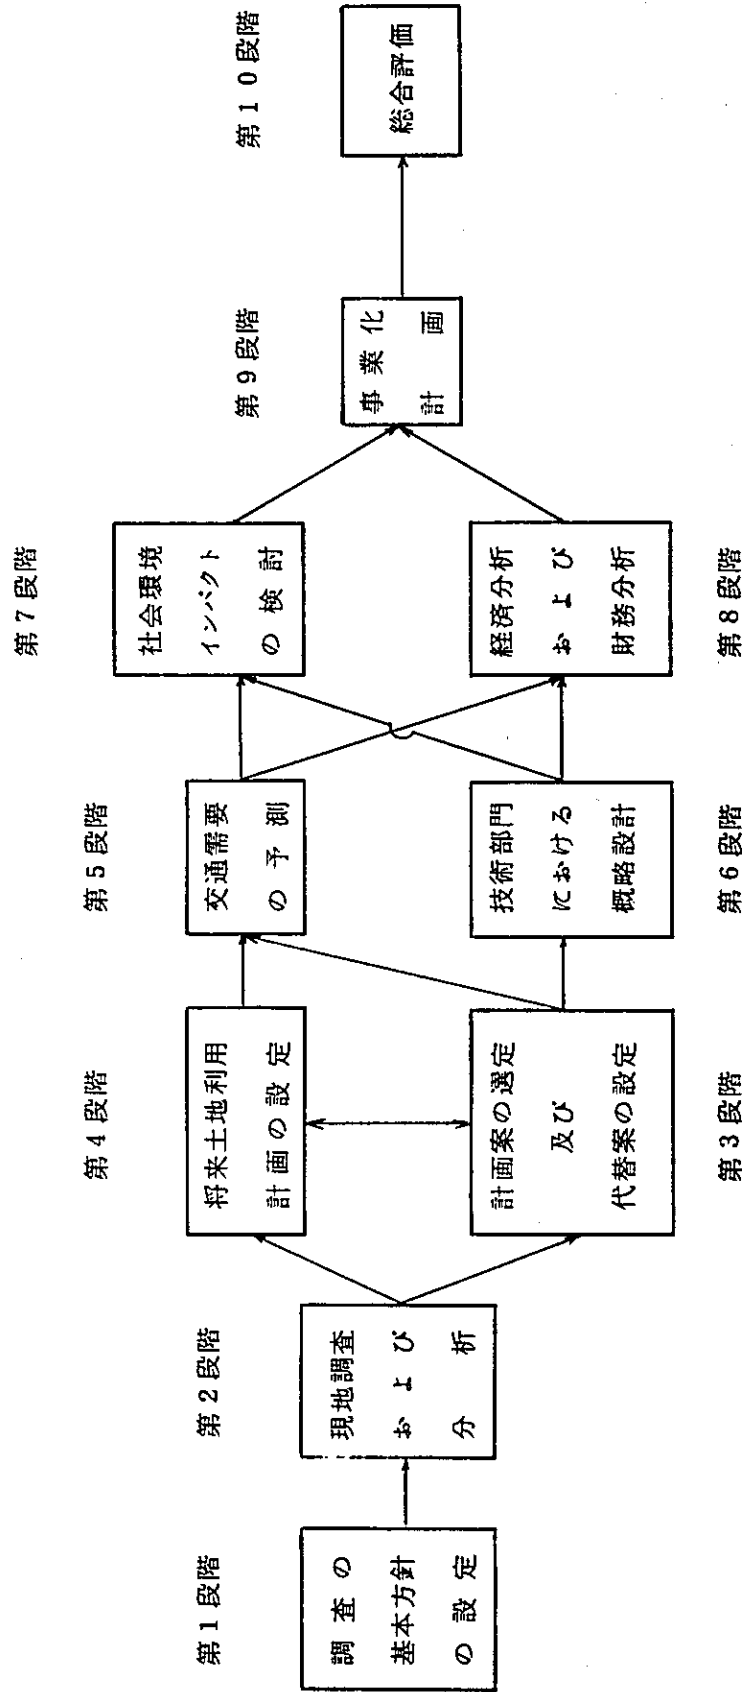 第1段階
調査の
基本方針
の設定
第2段階
現地調査
および
分析
第4段階
将来土地利用
計画の設定
第3段階
計画案の選定
及び
代替案の設定
第5段階
交通需要
の予測
第6段階
技術部門
における
概略設計
第7段階
社会環境
インパクト
の検討
第8段階
経済分析
および
財務分析
第9段階
事業化
計画
第10段階
総合評価